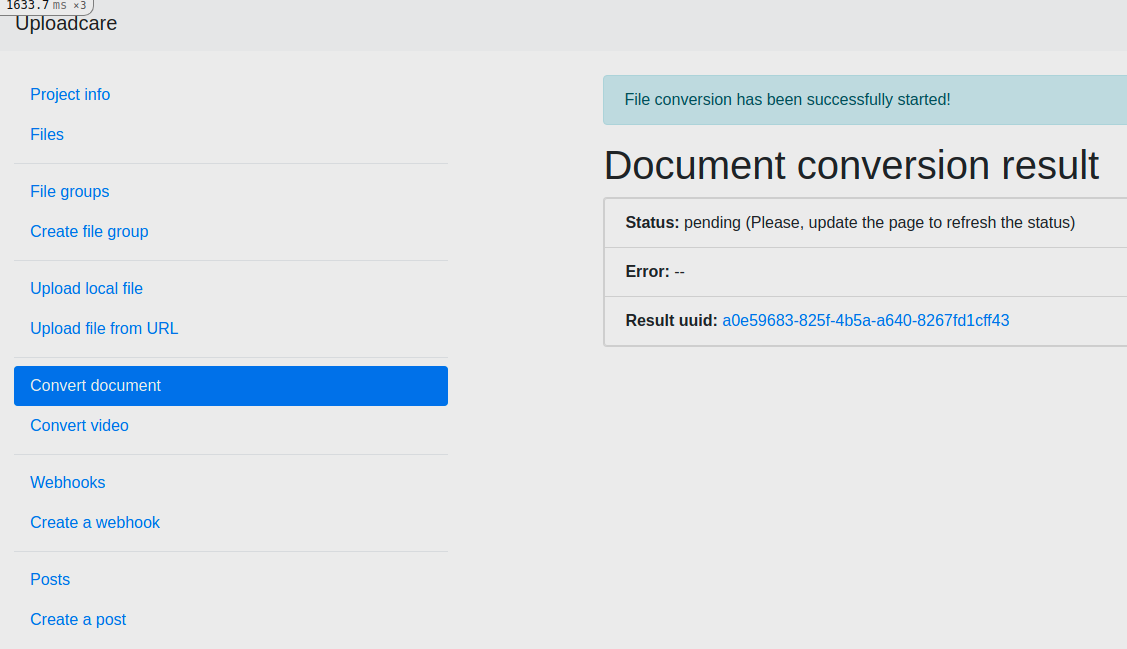 1633.7 ms ×3
Uploadcare
Project info
Files
File groups
Create file group
Upload local file
Upload file from URL
Convert document
Convert video
Webhooks
Create a webhook
Posts
Create a post
File conversion has been successfully started!
Document conversion result
Status: pending (Please, update the page to refresh the status)
Error: --
Result uuid: a0e59683-825f-4b5a-a640-8267fd1cff43